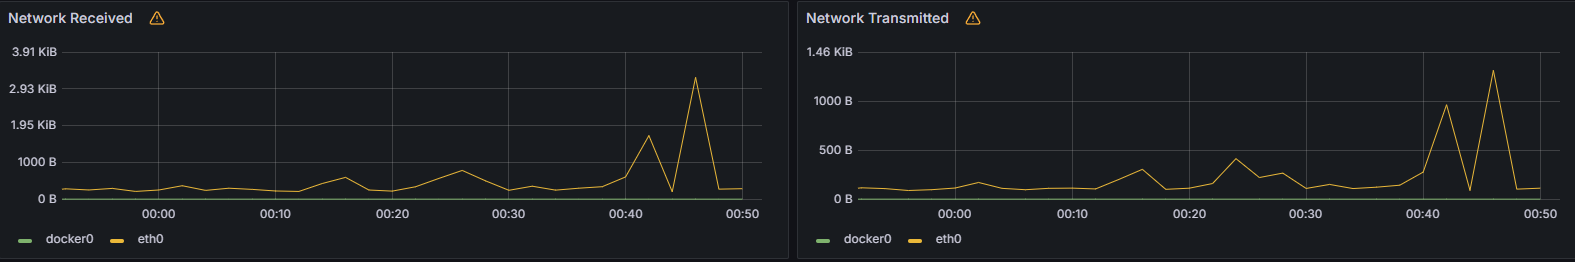 Network Received
3.91 KiB
2.93 KiB
1.95 KiB
1000 B
0 B
00:00 00:10 00:20 00:30 00:40 00:50
docker0 eth0
Network Transmitted
1.46 KiB
1000 B
500 B
0 B
00:00 00:10 00:20 00:30 00:40 00:50
docker0 eth0